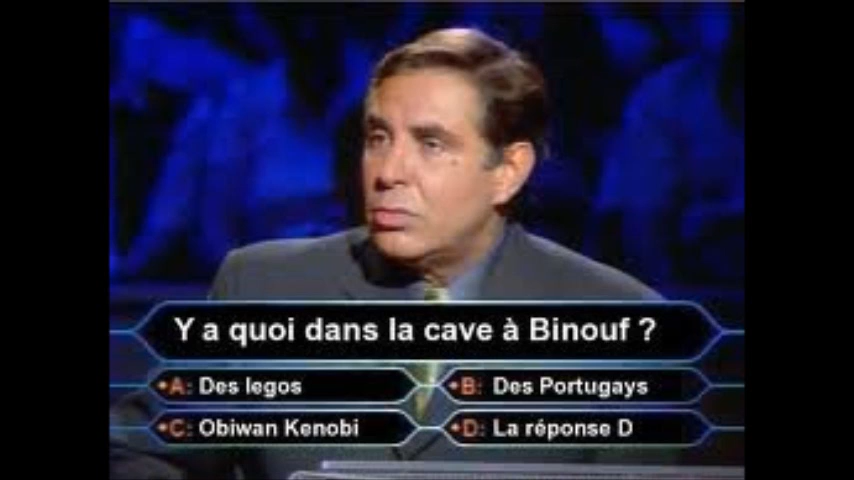 Y a quoi dans la cave à Binouf ?
A: Des legos
B: Des Portugays
C: Obiwan Kenobi
D: La réponse D